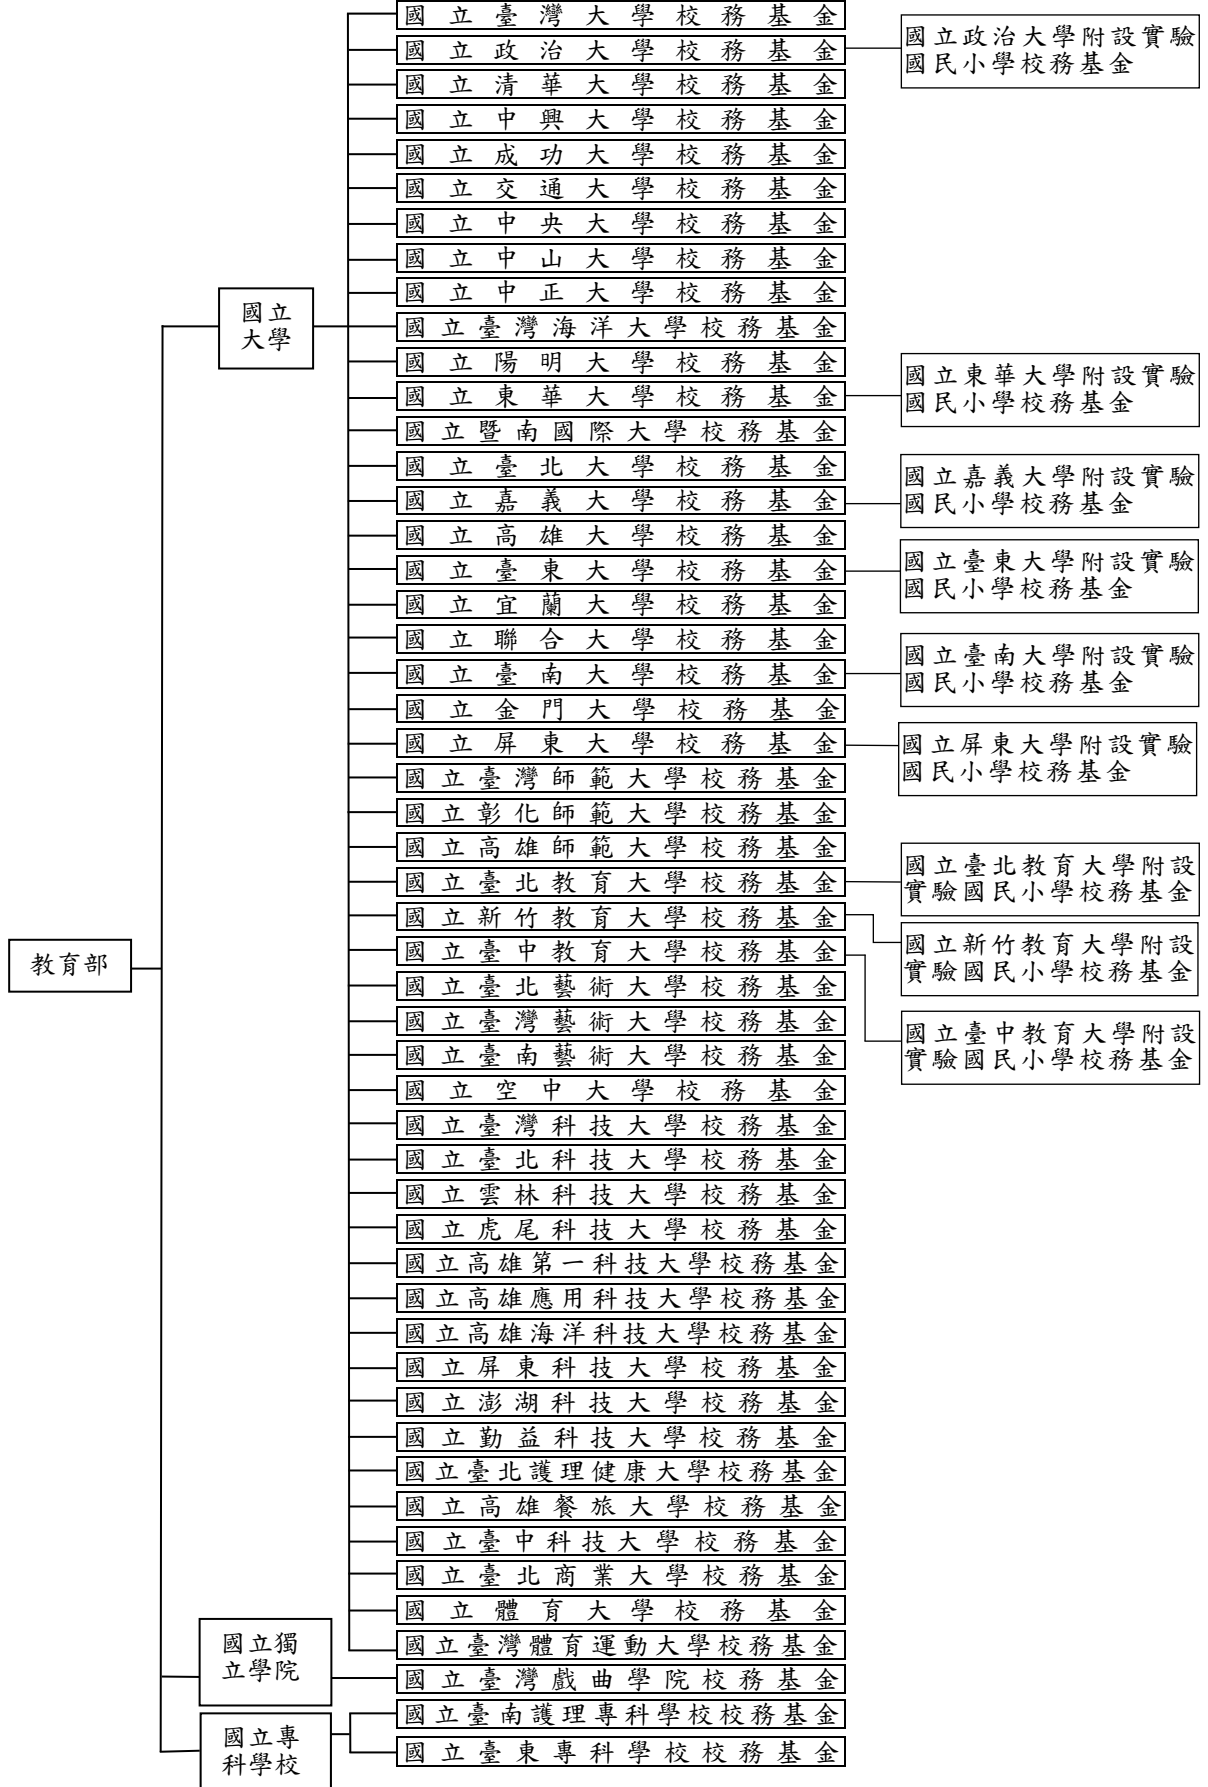 教育部
國立
大學
國立臺灣大學校務基金
國立政治大學校務基金
國立政治大學附設實驗
國民小學校務基金
國立清華大學校務基金
國立中興大學校務基金
國立成功大學校務基金
國立交通大學校務基金
國立中央大學校務基金
國立中山大學校務基金
國立中正大學校務基金
國立臺灣海洋大學校務基金
國立陽明大學校務基金
國立東華大學校務基金
國立東華大學附設實驗
國民小學校務基金
國立暨南國際大學校務基金
國立臺北大學校務基金
國立嘉義大學校務基金
國立嘉義大學附設實驗
國民小學校務基金
國立高雄大學校務基金
國立臺東大學校務基金
國立臺東大學附設實驗
國民小學校務基金
國立宜蘭大學校務基金
國立聯合大學校務基金
國立臺南大學校務基金
國立臺南大學附設實驗
國民小學校務基金
國立金門大學校務基金
國立屏東大學校務基金
國立屏東大學附設實驗
國民小學校務基金
國立臺灣師範大學校務基金
國立彰化師範大學校務基金
國立高雄師範大學校務基金
國立臺北教育大學校務基金
國立臺北教育大學附設
實驗國民小學校務基金
國立新竹教育大學校務基金
國立新竹教育大學附設
實驗國民小學校務基金
國立臺中教育大學校務基金
國立臺中教育大學附設
實驗國民小學校務基金
國立臺北藝術大學校務基金
國立臺灣藝術大學校務基金
國立臺南藝術大學校務基金
國立空中大學校務基金
國立臺灣科技大學校務基金
國立臺北科技大學校務基金
國立雲林科技大學校務基金
國立虎尾科技大學校務基金
國立高雄第一科技大學校務基金
國立高雄應用科技大學校務基金
國立高雄海洋科技大學校務基金
國立屏東科技大學校務基金
國立澎湖科技大學校務基金
國立勤益科技大學校務基金
國立臺北護理健康大學校務基金
國立高雄餐旅大學校務基金
國立臺中科技大學校務基金
國立臺北商業大學校務基金
國立體育大學校務基金
國立臺灣體育運動大學校務基金
國立獨
立學院
國立臺灣戲曲學院校務基金
國立專
科學校
國立臺南護理專科學校校務基金
國立臺東專科學校校務基金